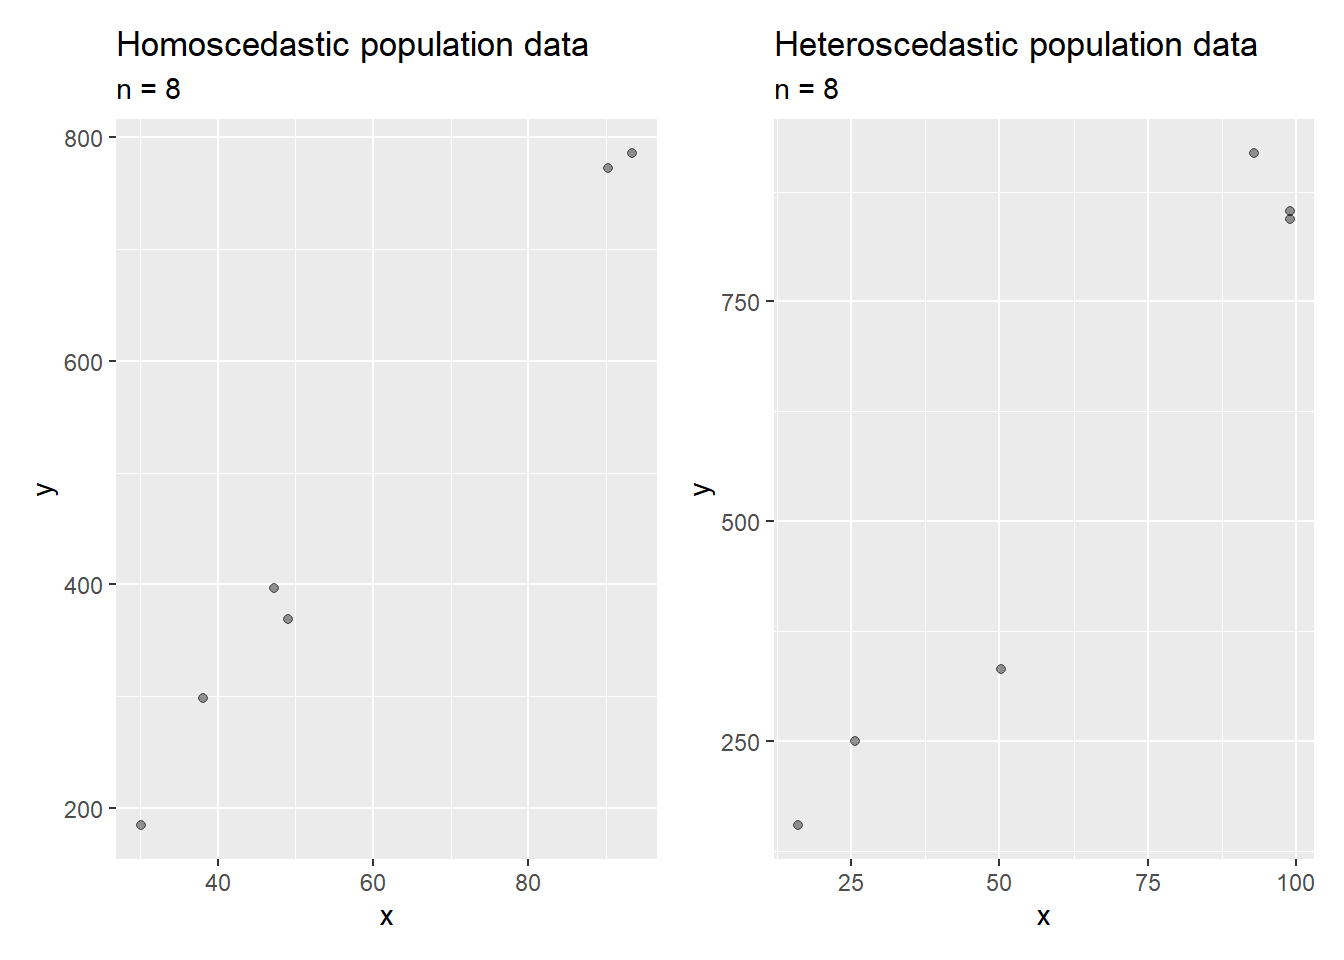 Homoscedastic population data
n = 8
800
600
400
200
y
40 60 80
x
Heteroscedastic population data
n = 8
750
500
250
y
25 50 75 100
x